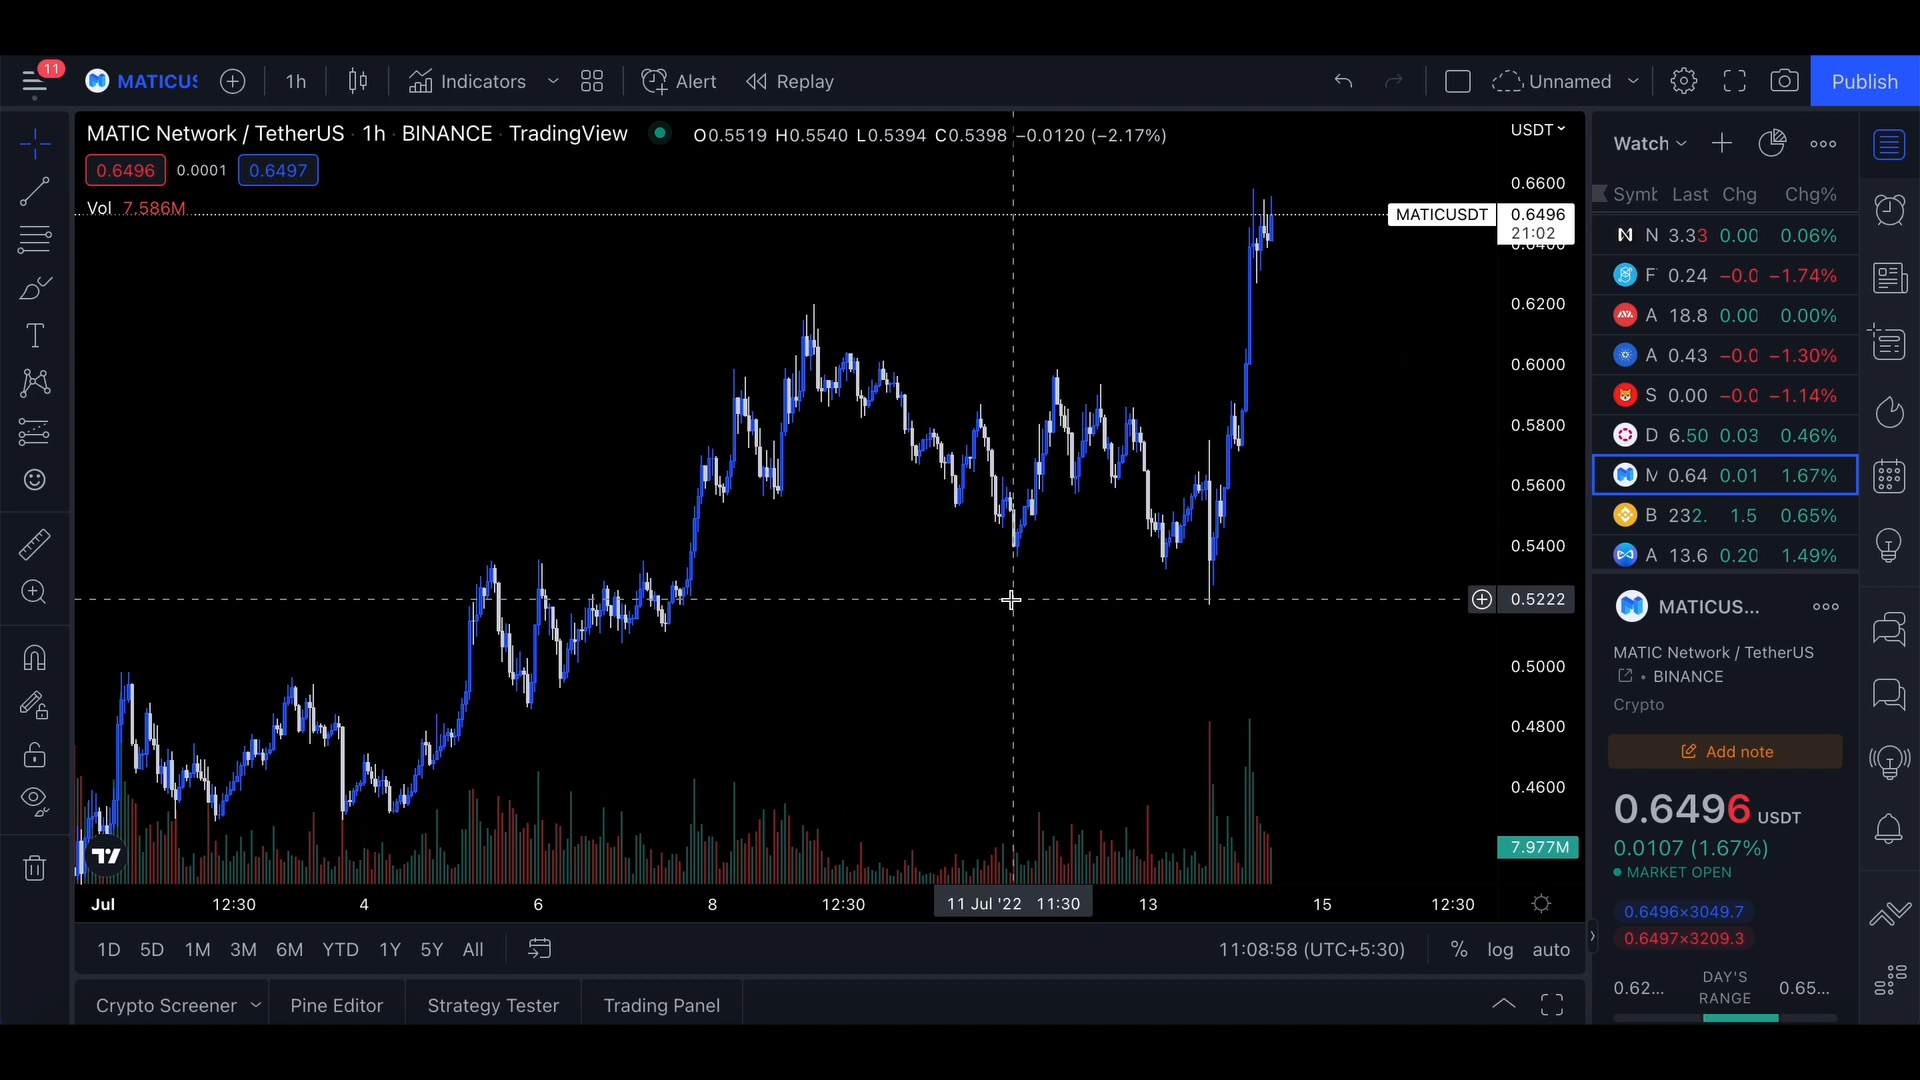 11
MATICUS
1h
Indicators
Alert
Replay
Unnamed
Publish
MATIC Network / TetherUS · 1h · BINANCE · TradingView
O0.5519 H0.5540 L0.5394 C0.5398 −0.0120 (−2.17%)
0.6496 0.0001 0.6497
Vol 7.586M
USDT
0.6600
MATICUSDT 0.6496
21:02
0.6400
0.6200
0.6000
0.5800
0.5600
0.5400
0.5222
0.5000
0.4800
0.4600
7.977M
Jul 12:30 4 6 8 12:30 11 Jul '22 11:30 13 15 12:30
1D 5D 1M 3M 6M YTD 1Y 5Y All
11:08:58 (UTC+5:30) % log auto
Crypto Screener Pine Editor Strategy Tester Trading Panel
Watch
Symb Last Chg Chg%
N 3.33 0.00 0.06%
F 0.24 −0.0 −1.74%
A 18.8 0.00 0.00%
A 0.43 −0.0 −1.30%
S 0.00 −0.0 −1.14%
D 6.50 0.03 0.46%
M 0.64 0.01 1.67%
B 232. 1.5 0.65%
A 13.6 0.20 1.49%
MATICUS...
MATIC Network / TetherUS
• BINANCE
Crypto
Add note
0.6496 USDT
0.0107 (1.67%)
MARKET OPEN
0.6496×3049.7
0.6497×3209.3
0.62... DAY'S RANGE 0.65...